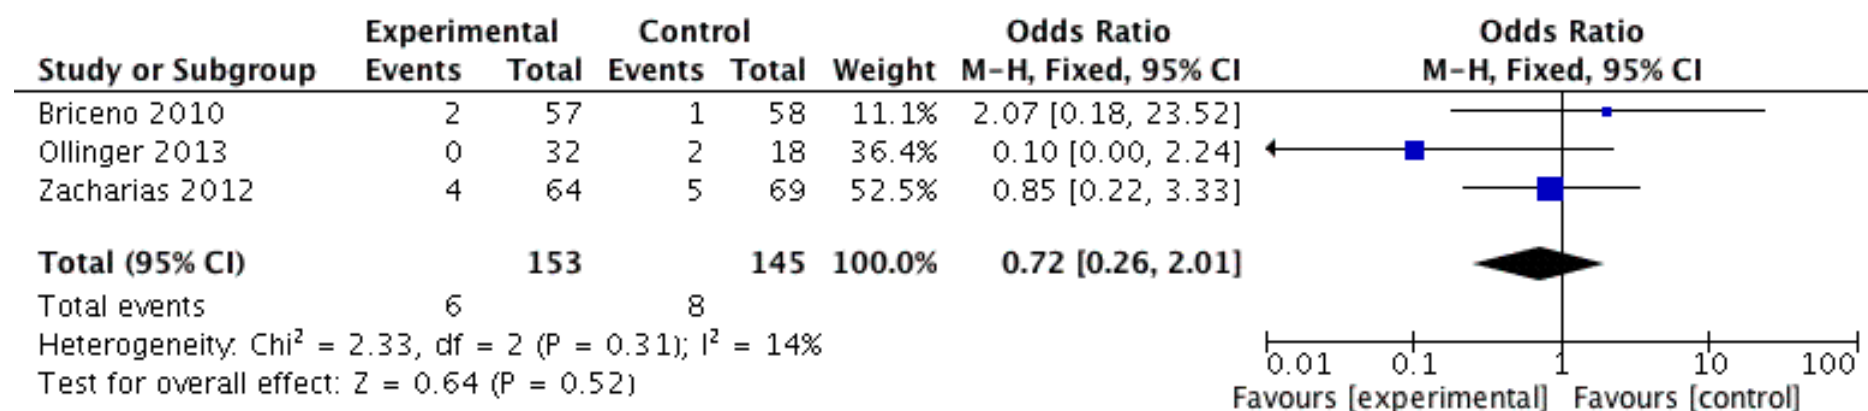 Experimental Control Odds Ratio Odds Ratio
Study or Subgroup Events Total Events Total Weight M-H, Fixed, 95% CI M-H, Fixed, 95% CI
Briceno 2010 2 57 1 58 11.1% 2.07 [0.18, 23.52]
Ollinger 2013 0 32 2 18 36.4% 0.10 [0.00, 2.24]
Zacharias 2012 4 64 5 69 52.5% 0.85 [0.22, 3.33]
Total (95% CI) 153 145 100.0% 0.72 [0.26, 2.01]
Total events 6 8
Heterogeneity: Chi² = 2.33, df = 2 (P = 0.31); I² = 14%
Test for overall effect: Z = 0.64 (P = 0.52)
0.01 0.1 1 10 100
Favours [experimental] Favours [control]